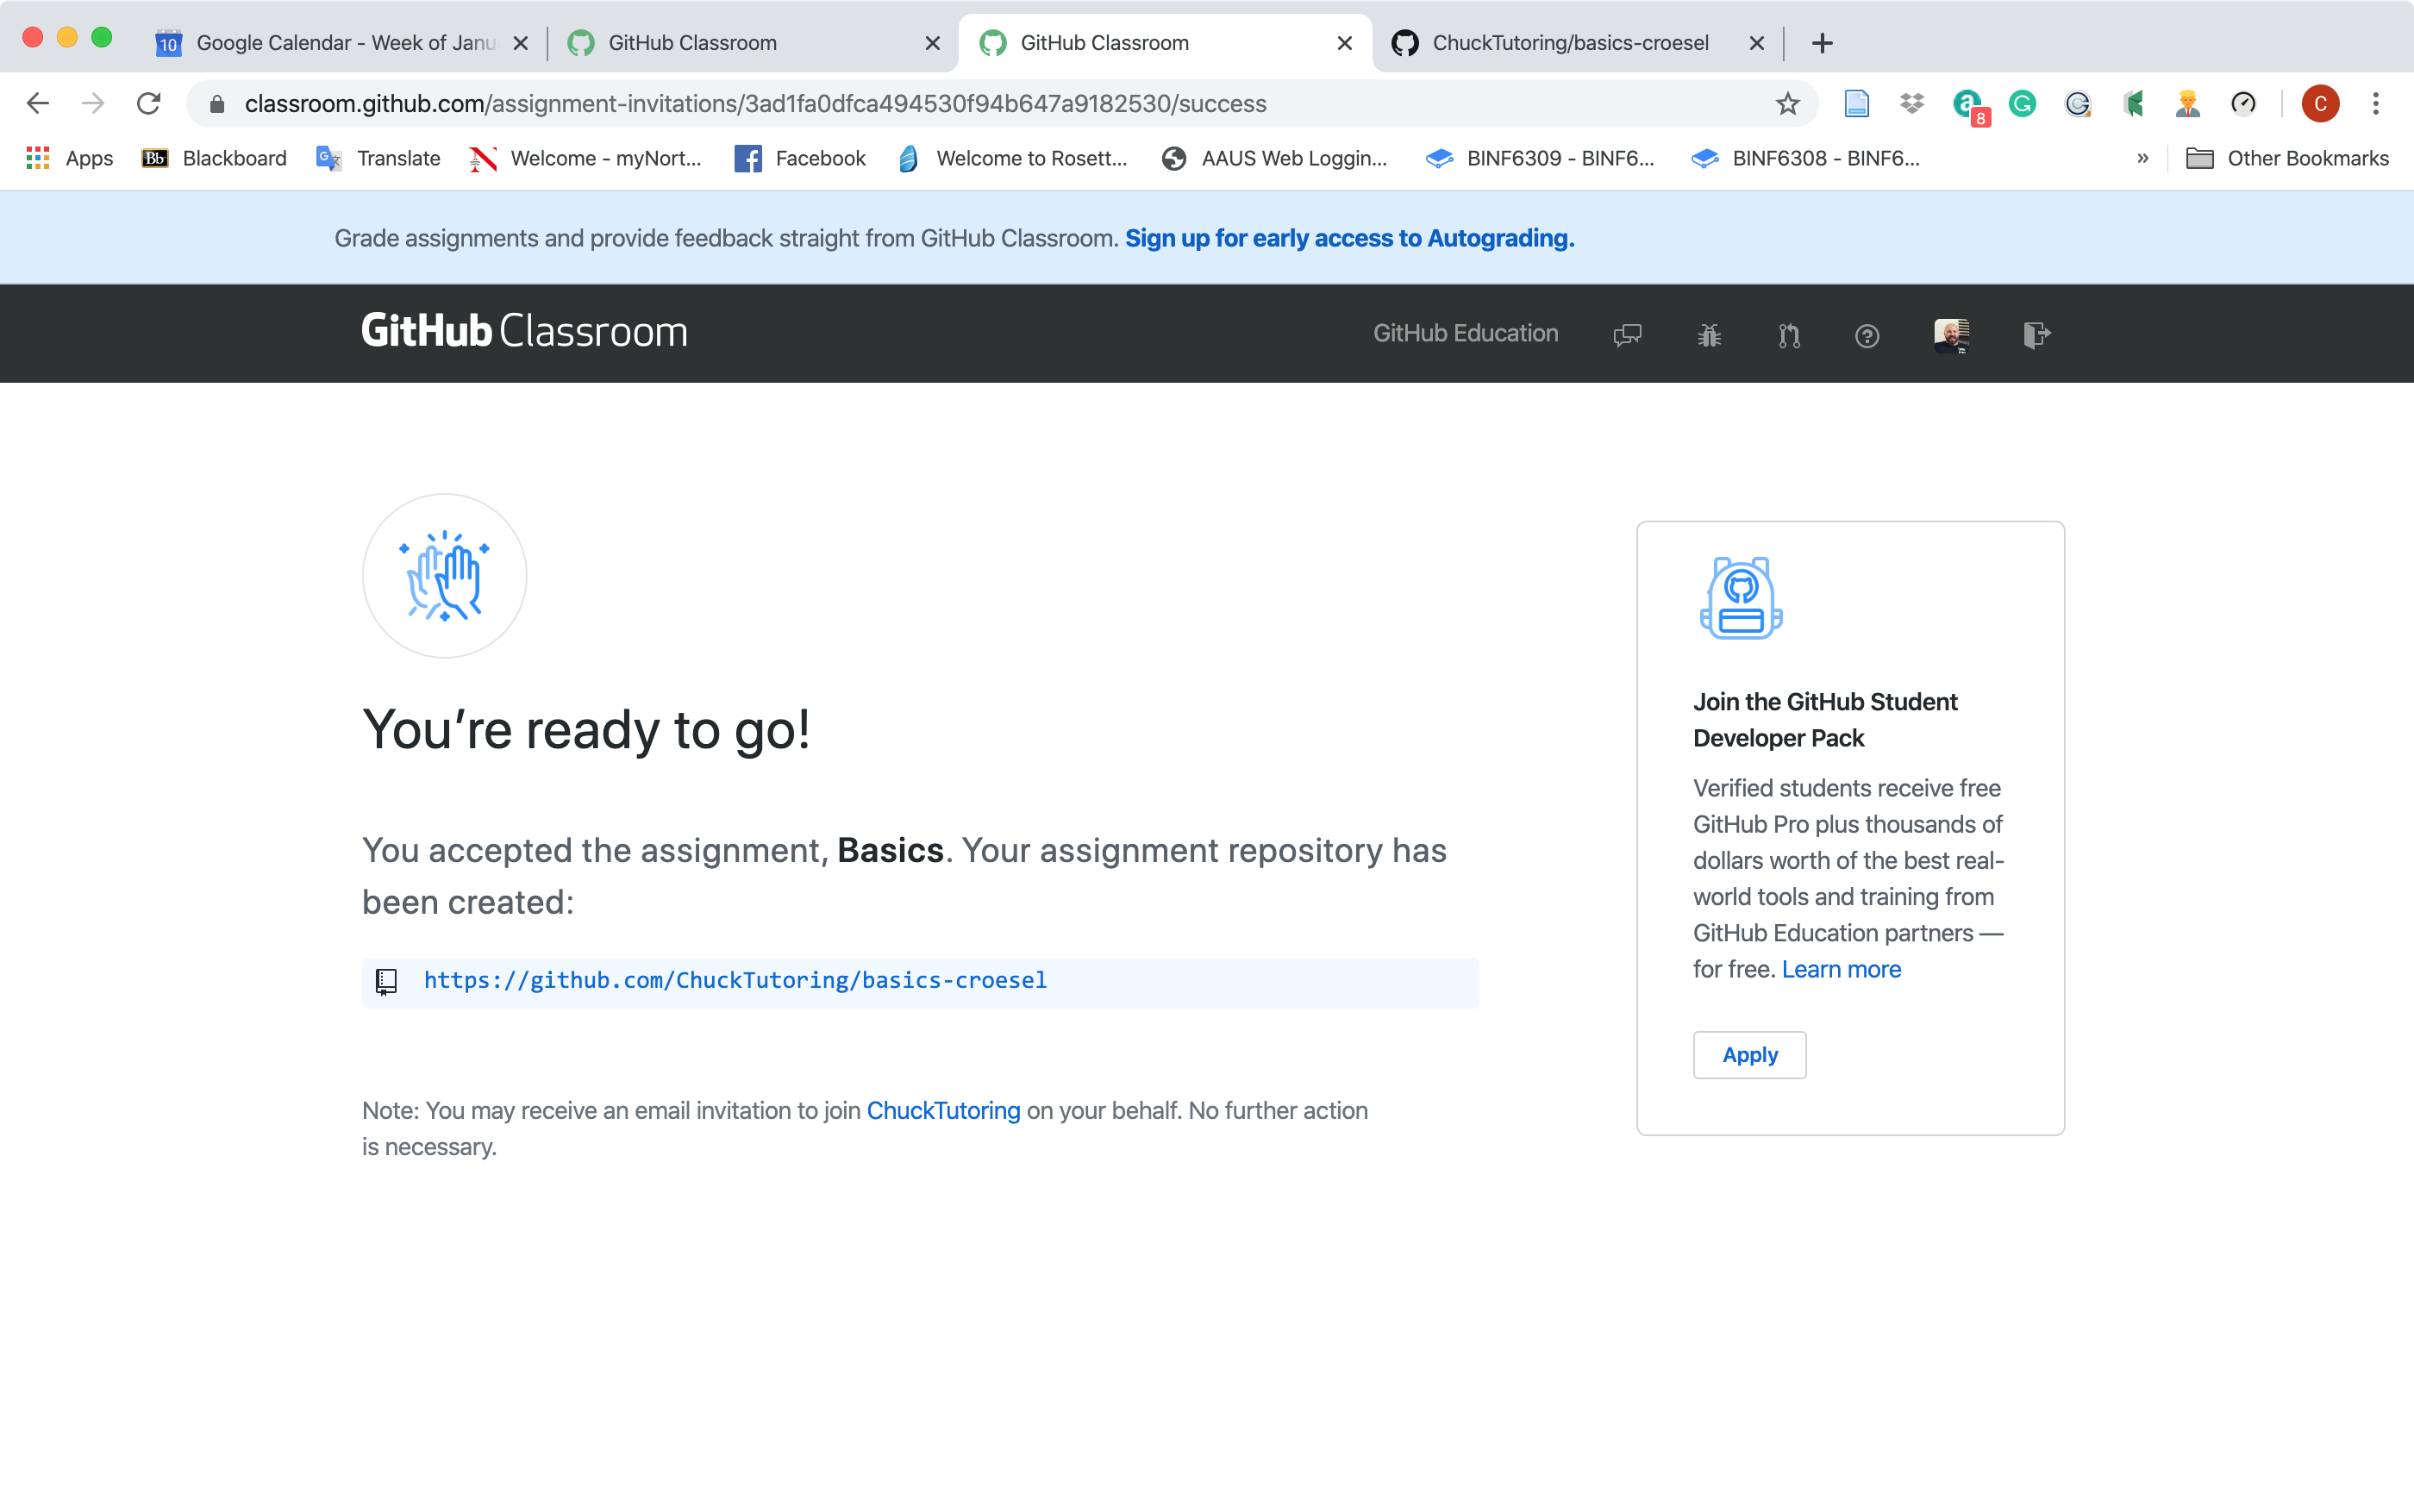 10 Google Calendar - Week of Janu
GitHub Classroom
GitHub Classroom
ChuckTutoring/basics-croesel
classroom.github.com/assignment-invitations/3ad1fa0dfca494530f94b647a9182530/success
a 8
G
C
Apps
Bb Blackboard
Translate
Welcome - myNort...
Facebook
Welcome to Rosett...
AAUS Web Loggin...
BINF6309 - BINF6...
BINF6308 - BINF6...
»
Other Bookmarks
Grade assignments and provide feedback straight from GitHub Classroom. Sign up for early access to Autograding.
GitHub Classroom
GitHub Education
You’re ready to go!
You accepted the assignment, Basics. Your assignment repository has
been created:
https://github.com/ChuckTutoring/basics-croesel
Note: You may receive an email invitation to join ChuckTutoring on your behalf. No further action
is necessary.
Join the GitHub Student
Developer Pack
Verified students receive free
GitHub Pro plus thousands of
dollars worth of the best real-
world tools and training from
GitHub Education partners —
for free. Learn more
Apply